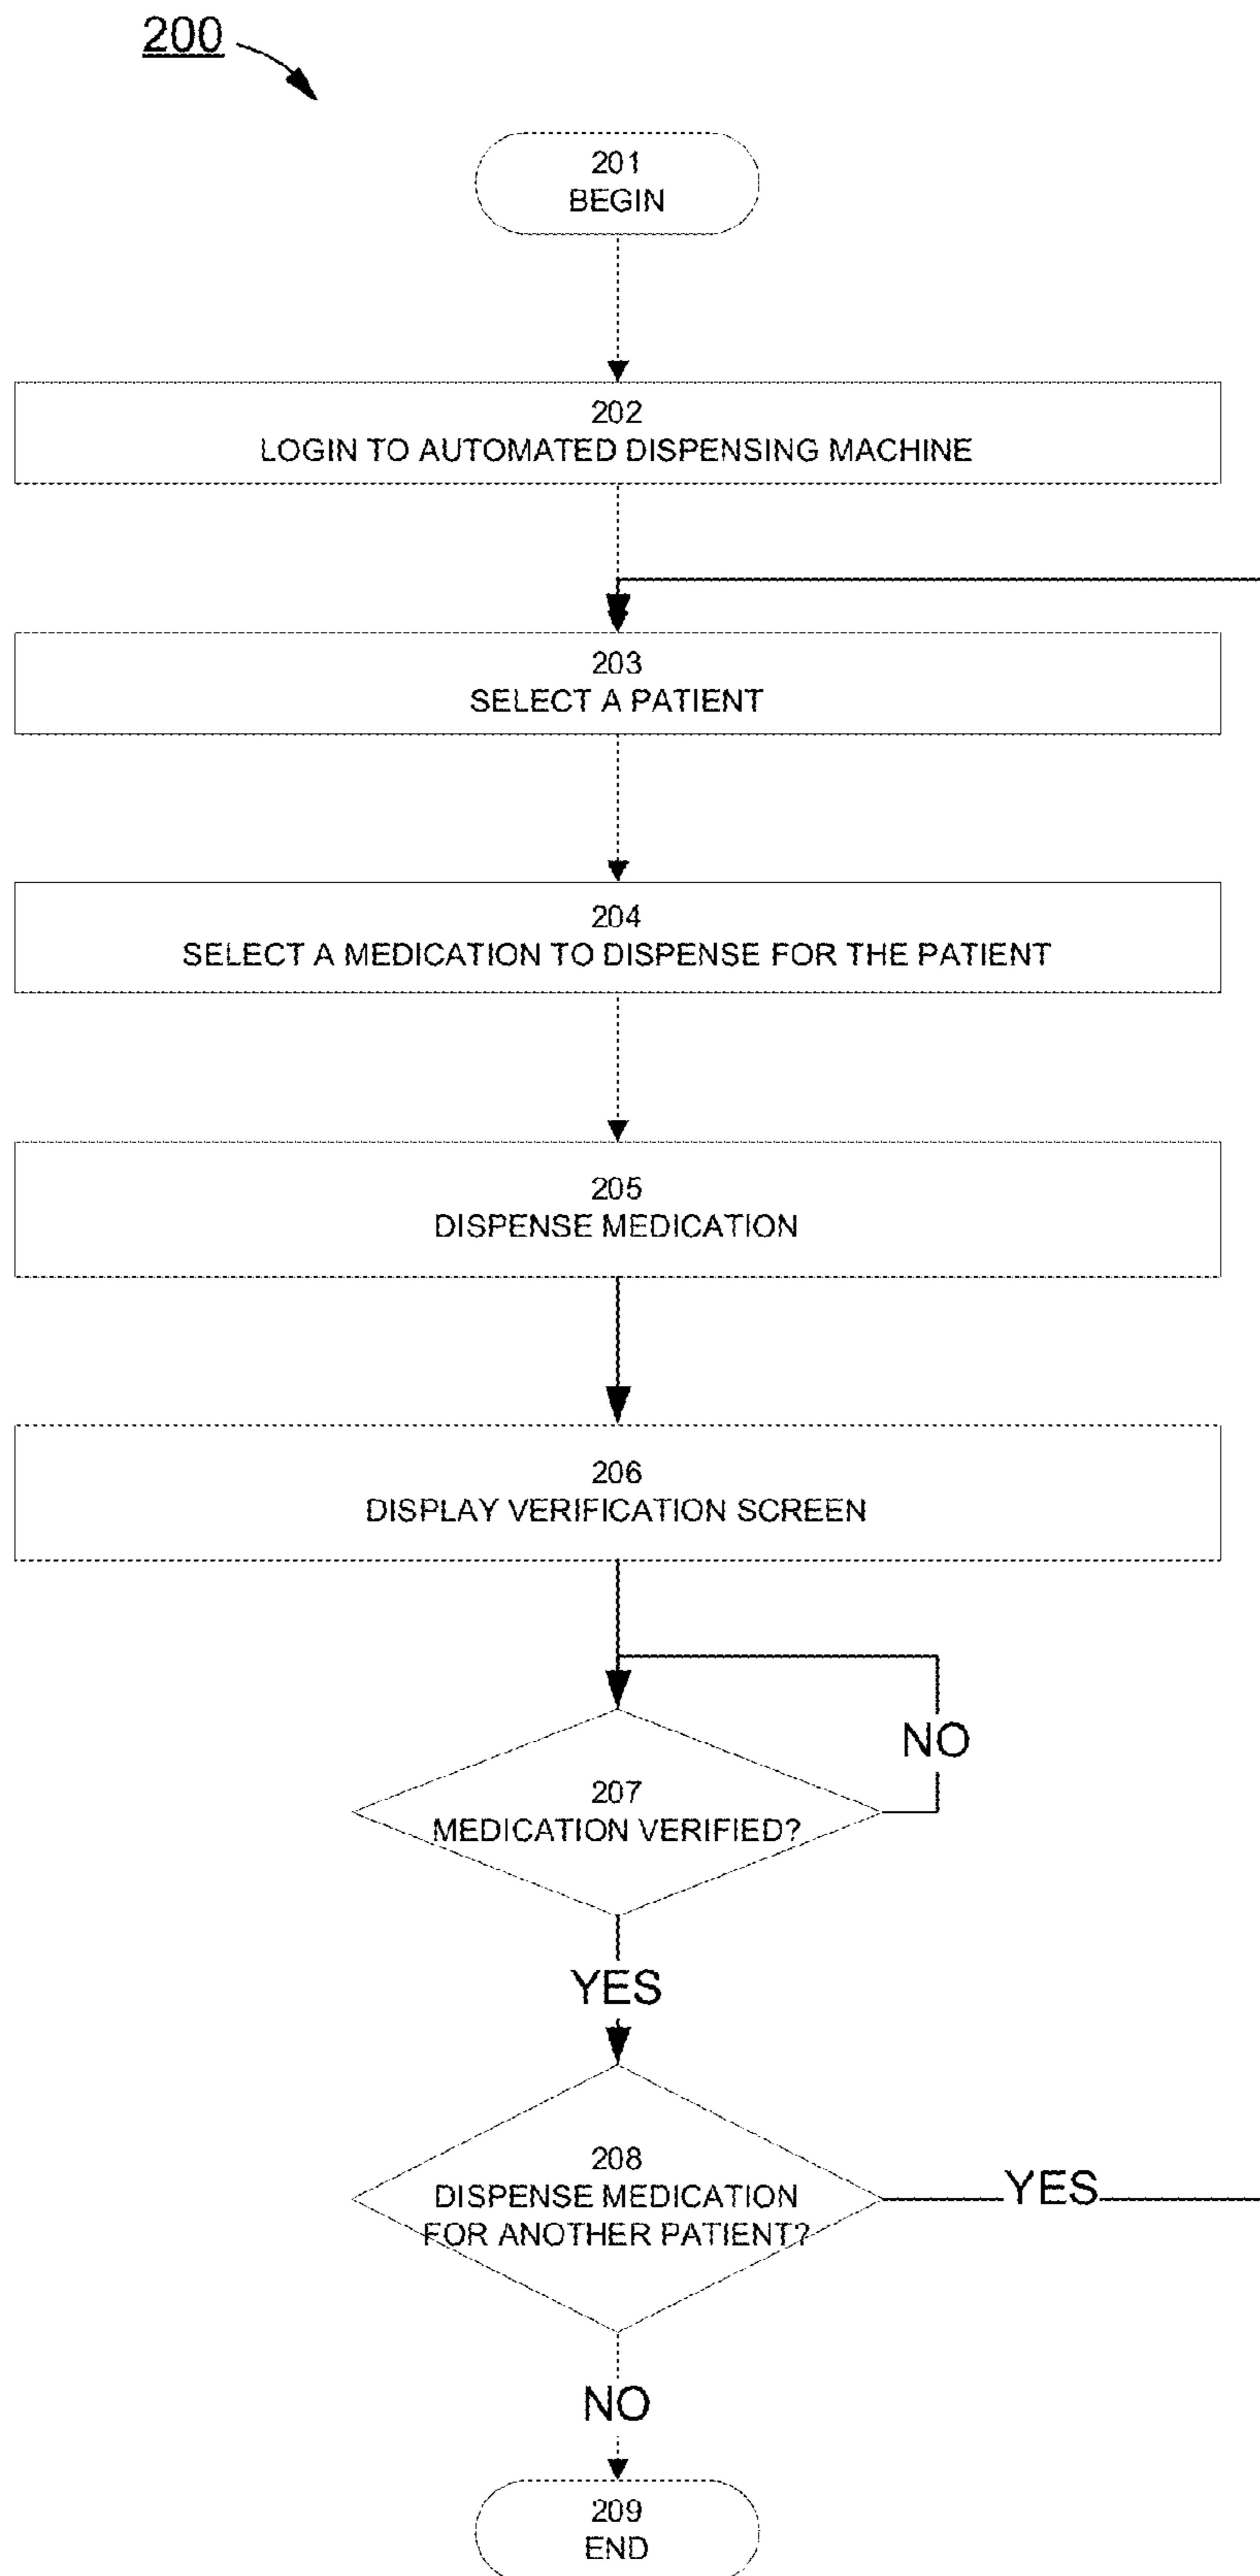 200
201
BEGIN
202
LOGIN TO AUTOMATED DISPENSING MACHINE
203
SELECT A PATIENT
204
SELECT A MEDICATION TO DISPENSE FOR THE PATIENT
205
DISPENSE MEDICATION
206
DISPLAY VERIFICATION SCREEN
NO
207
MEDICATION VERIFIED?
YES
208
DISPENSE MEDICATION
FOR ANOTHER PATIENT?
YES
NO
209
END